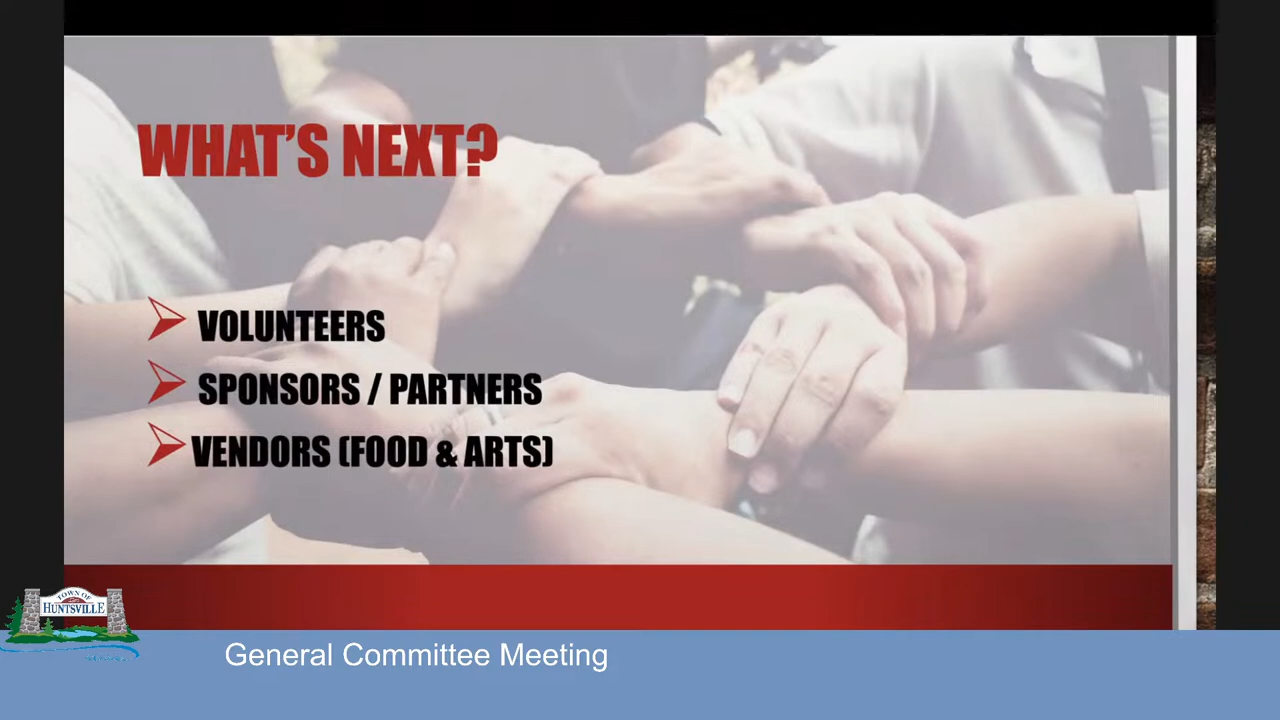 WHAT'S NEXT?
VOLUNTEERS
SPONSORS / PARTNERS
VENDORS (FOOD & ARTS)
TOWN OF
HUNTSVILLE
General Committee Meeting